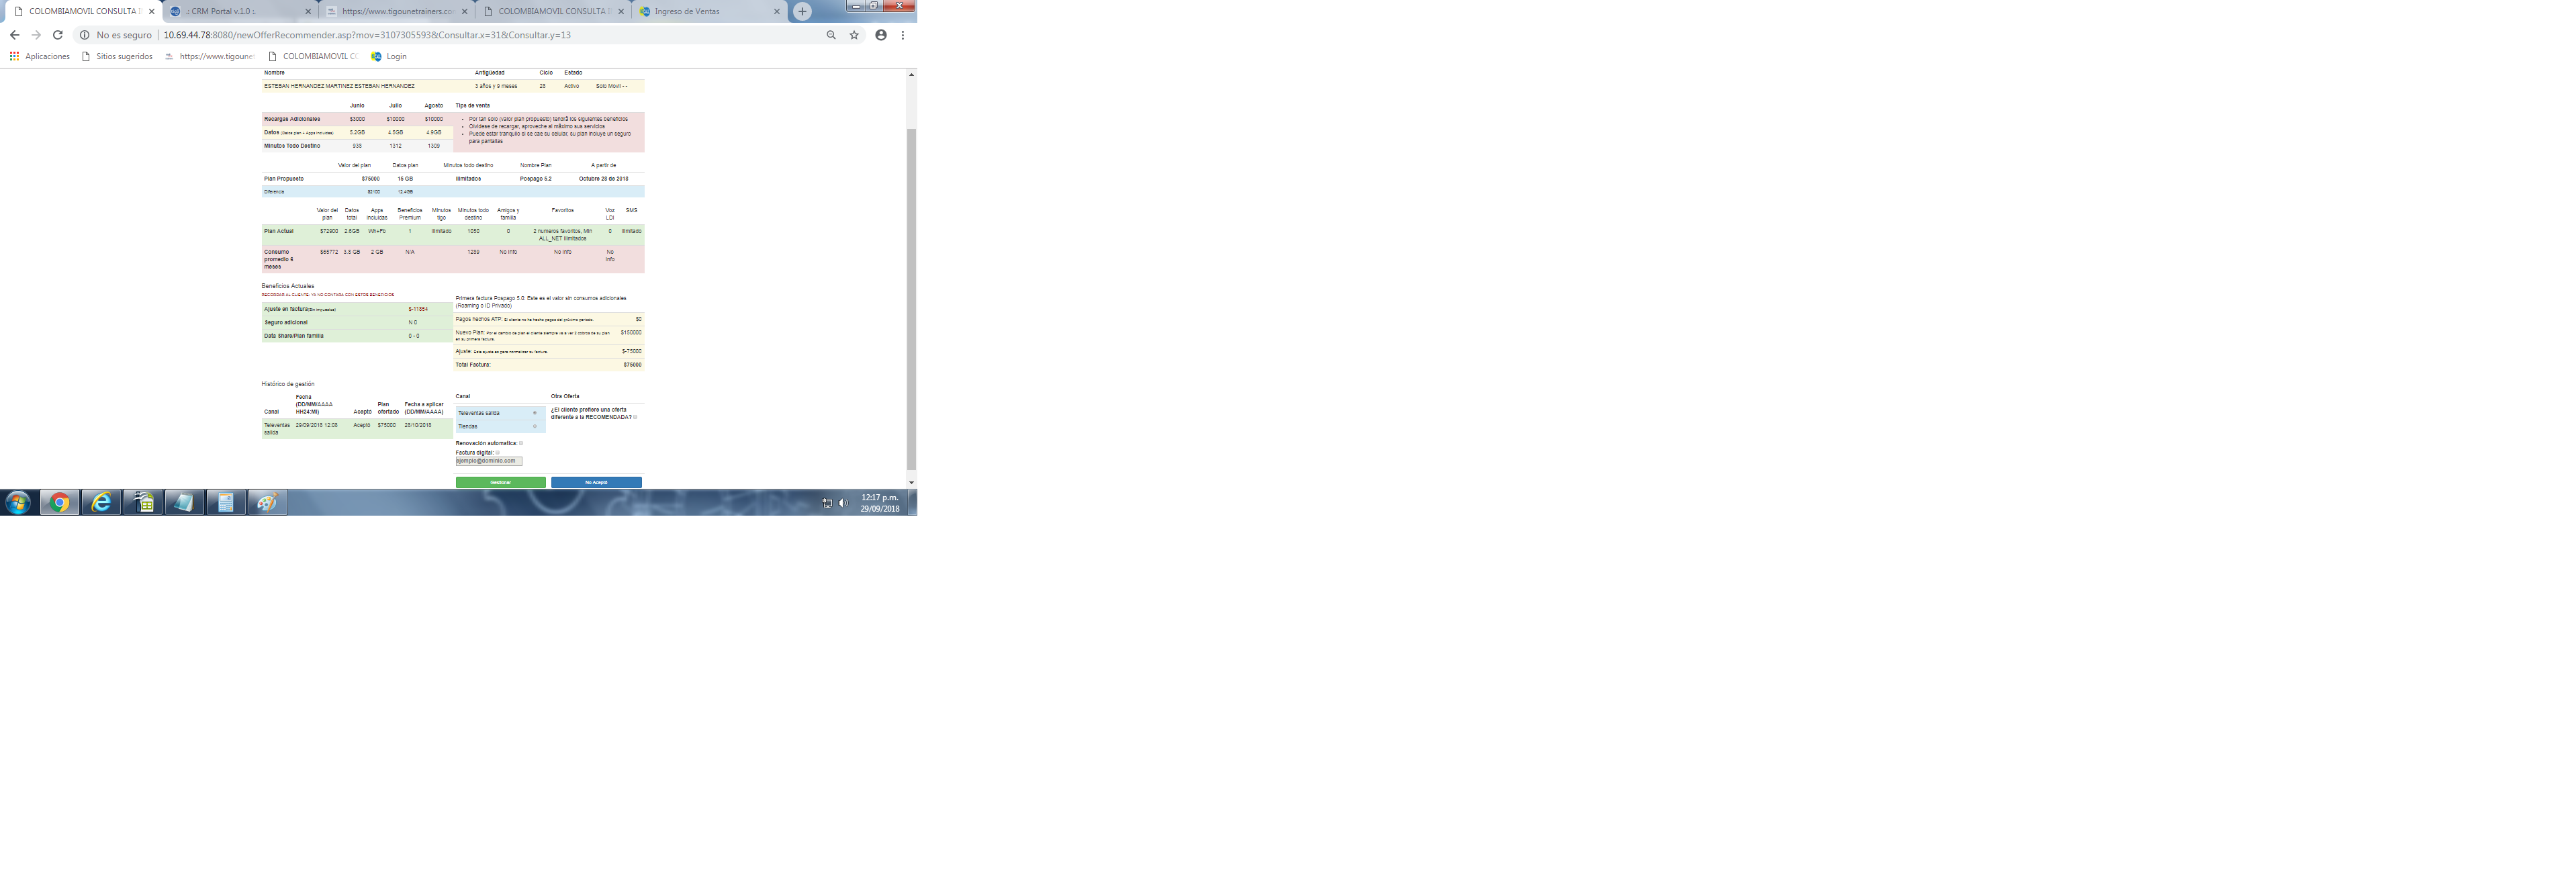 COLOMBIAMOVIL CONSULTA
.: CRM Portal v.1.0 :.
https://www.tigounetrainers.co
COLOMBIAMOVIL CONSULTA
Ingreso de Ventas
No es seguro | 10.69.44.78:8080/newOfferRecommender.asp?mov=3107305593&Consultar.x=31&Consultar.y=13
Aplicaciones Sitios sugeridos https://www.tigoune COLOMBIAMOVIL CO Login
Nombre Antigüedad Ciclo Estado
ESTEBAN HERNANDEZ MARTINEZ ESTEBAN HERNANDEZ 3 años y 9 meses 28 Activo Solo Movil - -
Junio Julio Agosto Tipo de venta
Recargas Adicionales $3000 $10000 $10000
Datos (Datos plan + Apps incluidas) 5.2GB 4.5GB 4.9GB
Minutos Todo Destino 938 1312 1309
Por tan solo (valor plan propuesto) tendrá los siguientes beneficios
Olvídese de recargar, aproveche al máximo sus servicios
Puede estar tranquilo si se cae su celular, su plan incluye un seguro
para pantallas
Valor del plan Datos plan Minutos todo destino Nombre Plan A partir de
Plan Propuesto $75000 15 GB Ilimitados Pospago 5.2 Octubre 28 de 2018
Diferencia $2100 12.4GB
Valor del plan Datos total Apps incluidas Beneficios Premium Minutos tigo Minutos todo destino Amigos y familia Favoritos Voz LDI SMS
Plan Actual $72900 2.6GB Wh+Fb 1 Ilimitado 1050 0 2 numeros favoritos, Min ALL_NET Ilimitados 0 Ilimitado
Consumo promedio 6 meses $85772 3.8 GB 2 GB N/A 1259 No Info No Info No Info
Beneficios Actuales
RECORDAR AL CLIENTE, YA NO CONTARA CON ESTOS BENEFICIOS
Ajuste en factura(Sin impuestos) $-11854
Seguro adicional N 0
Data Share/Plan familia 0 - 0
Primera factura Pospago 5.0: Este es el valor sin consumos adicionales
(Roaming o ID Privado)
Pagos hechos ATP: El cliente no ha hecho pagos del próximo periodo. $0
Nuevo Plan: Por el cambio de plan el cliente siempre va a ver 2 cobros de su plan $150000
en su primera factura.
Ajuste: Este ajuste es para normalizar su factura. $-75000
Total Factura: $75000
Histórico de gestión
Canal Fecha (DD/MM/AAAA HH24:MI) Aceptó Plan ofertado Fecha a aplicar (DD/MM/AAAA)
Televentas salida 29/09/2018 12:08 Aceptó $75000 28/10/2018
Canal Otra Oferta
Televentas salida
Tiendas
¿El cliente prefiere una oferta
diferente a la RECOMENDADA?
Renovación automatica:
Factura digital:
ejemplo@dominio.com
Gestionar No Aceptó
12:17 p.m.
29/09/2018